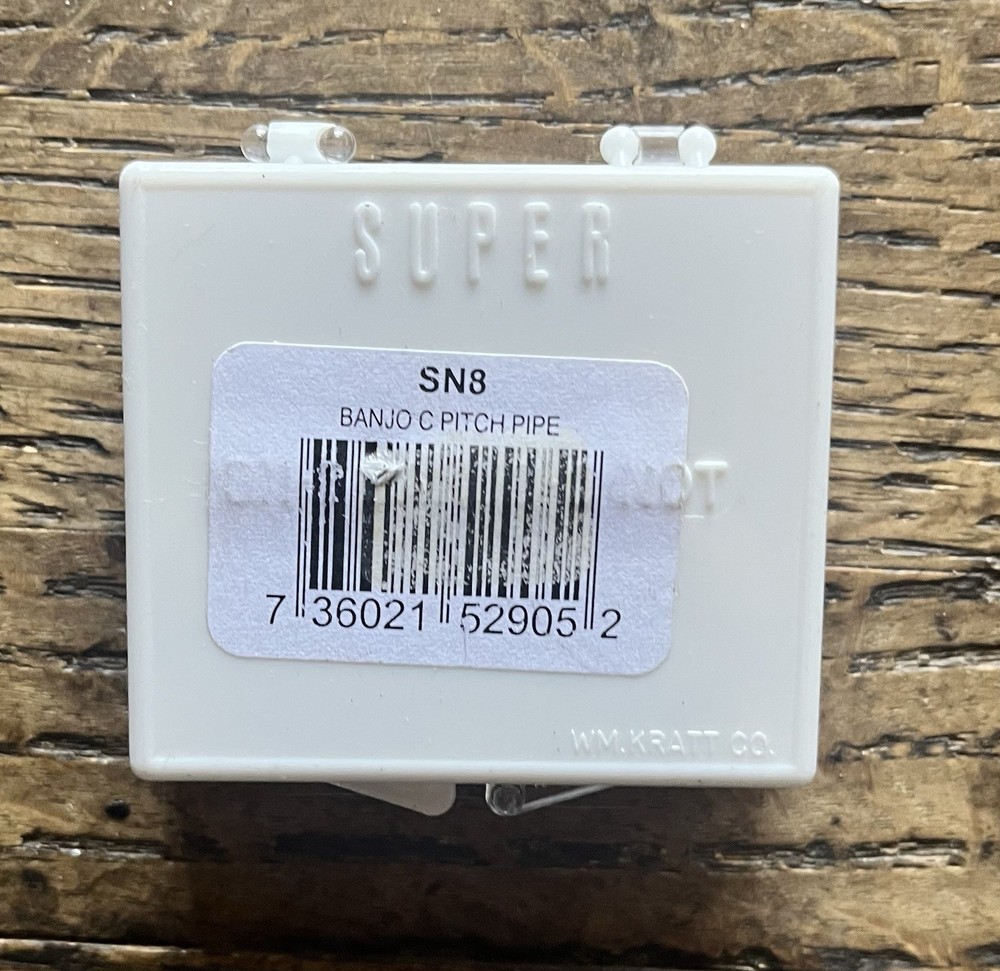 SUPER
SN8
BANJO C PITCH PIPE
7 36021 52905 2
WM. KRATT CO.